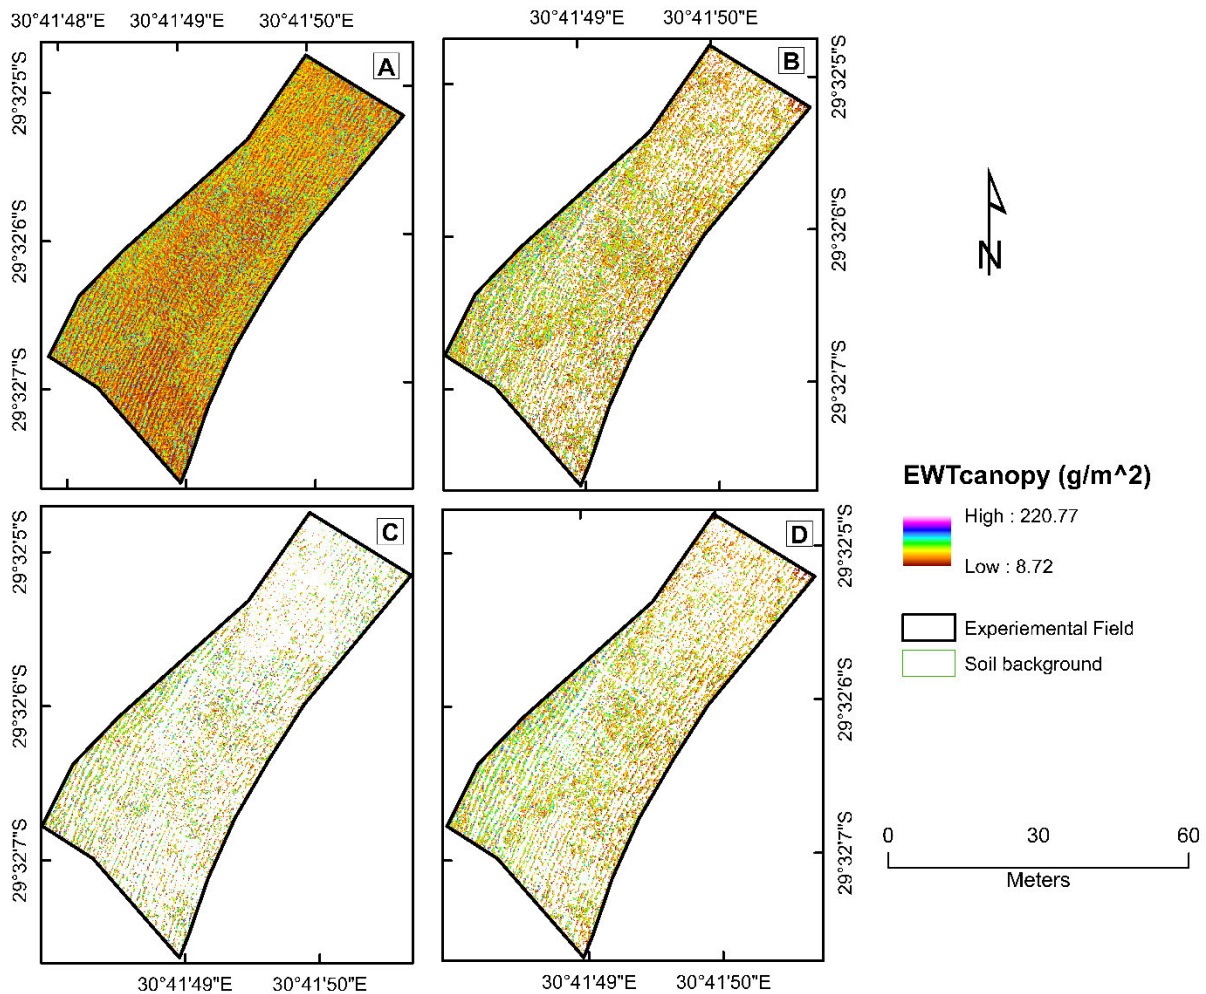 30°41'48"E 30°41'49"E 30°41'50"E
30°41'49"E 30°41'50"E
A
B
29°32'5"S
29°32'6"S
29°32'7"S
29°32'5"S
29°32'6"S
29°32'7"S
N
C
D
29°32'5"S
29°32'6"S
29°32'7"S
29°32'5"S
29°32'6"S
29°32'7"S
30°41'49"E 30°41'50"E
30°41'49"E 30°41'50"E
EWTcanopy (g/m^2)
High : 220.77
Low : 8.72
Experiemental Field
Soil background
0 30 60
Meters